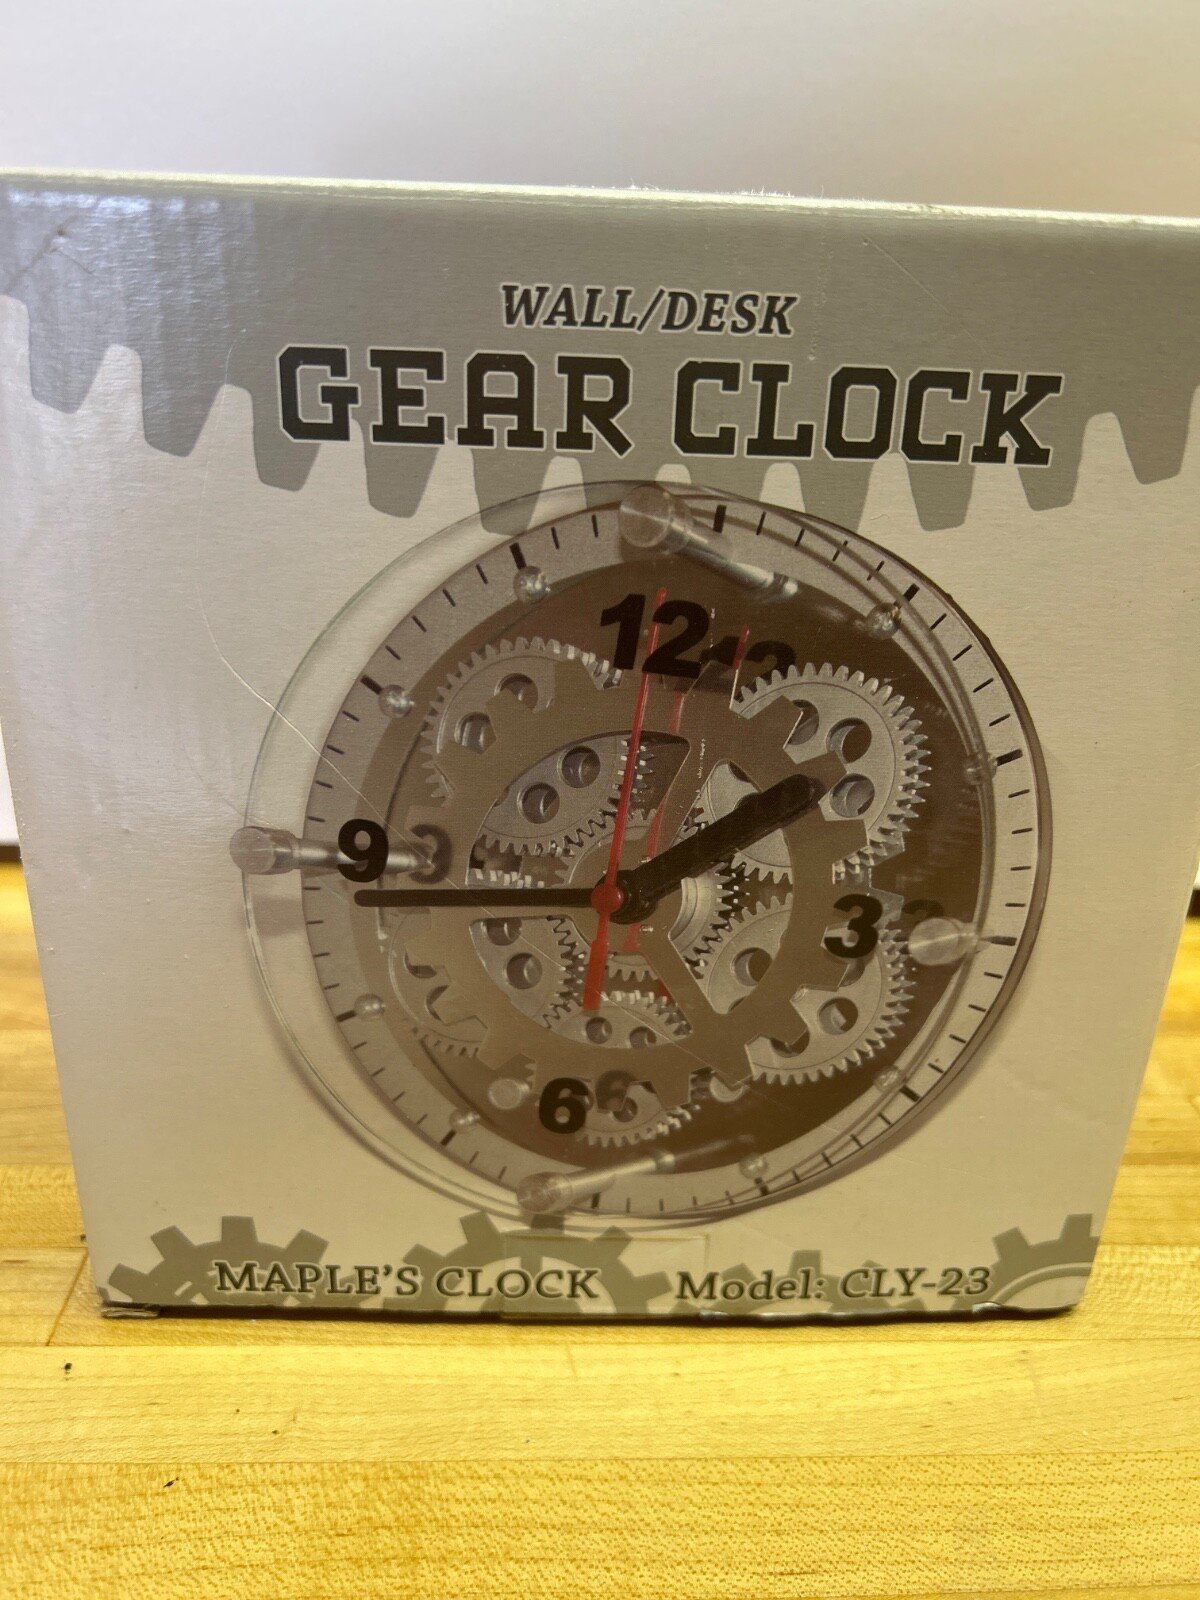 WALL/DESK
GEAR CLOCK
12
9
3
6
MAPLE'S CLOCK Model: CLY-23